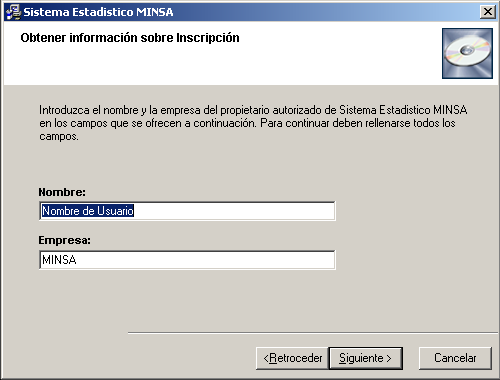 Sistema Estadistico MINSA
Obtener información sobre Inscripción
Introduzca el nombre y la empresa del propietario autorizado de Sistema Estadistico MINSA
en los campos que se ofrecen a continuación. Para continuar deben rellenarse todos los
campos.
Nombre:
Nombre de Usuario
Empresa:
MINSA
<Retroceder
Siguiente >
Cancelar